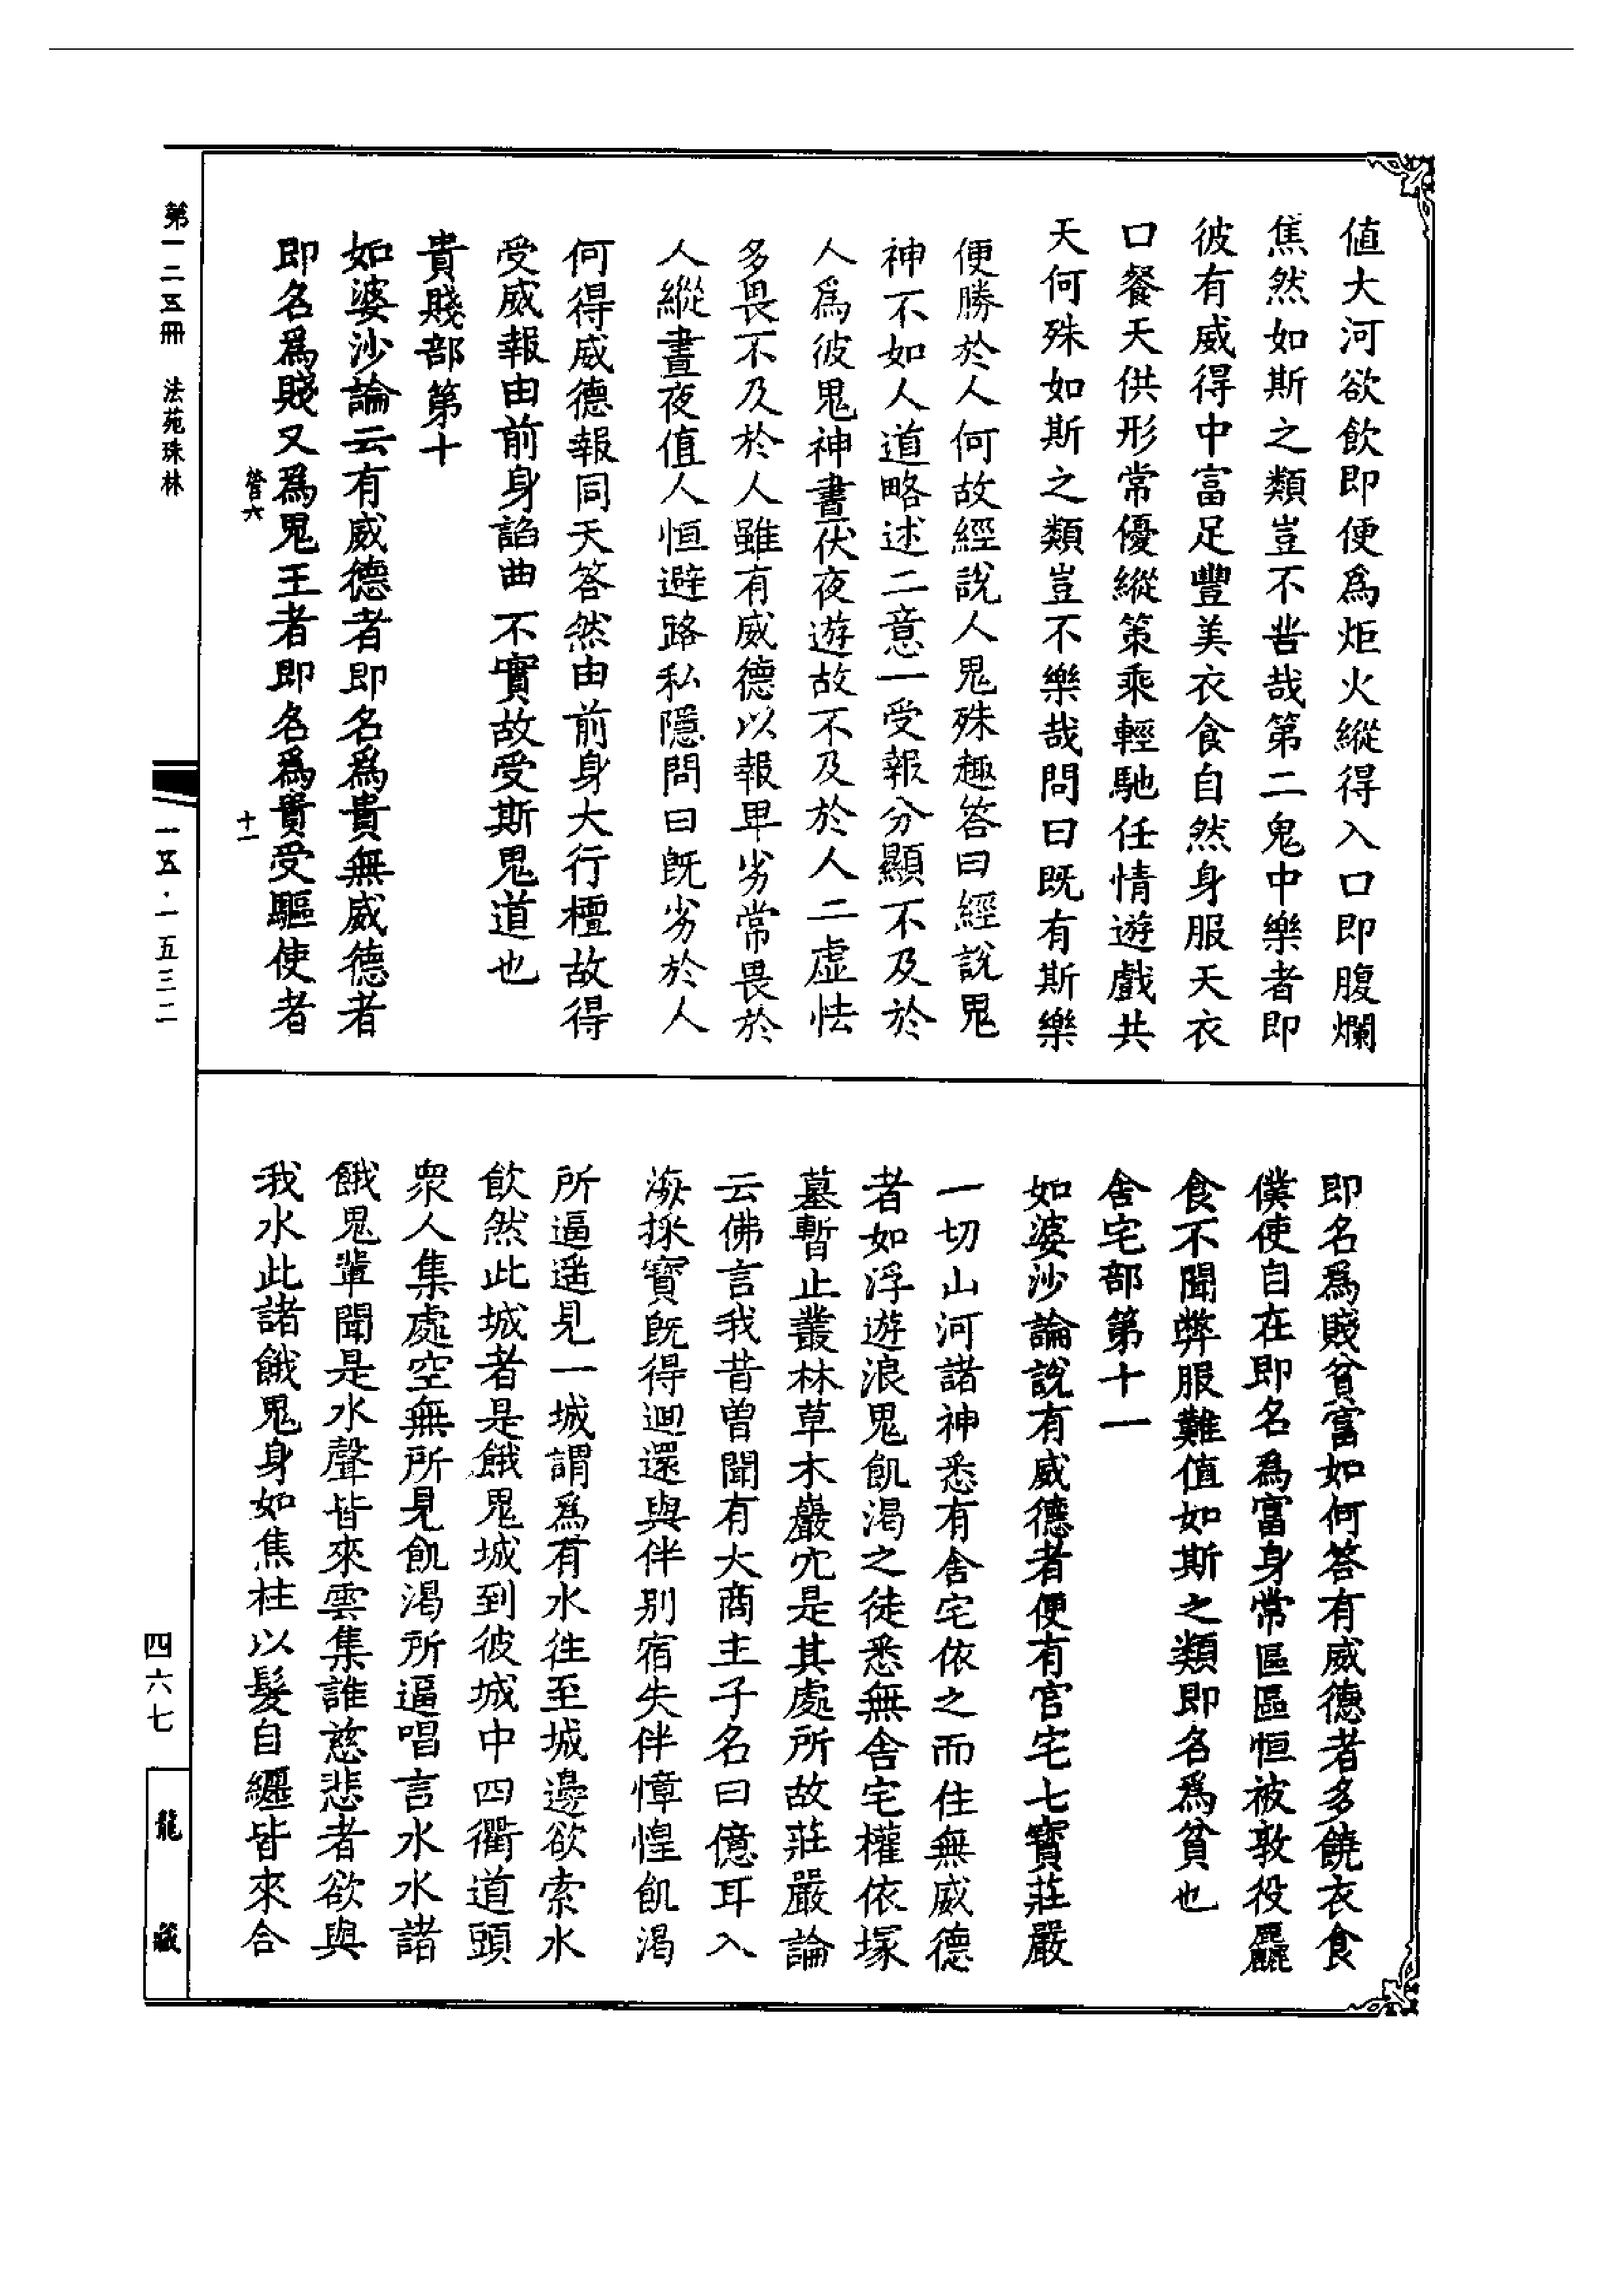 值大河欲飲即便爲炬火縱得入口即腹爛
焦然如斯之類豈不苦哉第二鬼中樂者即
彼有威得中富足豐美衣食自然身服天衣
口餐天供形常優縱策乘輕馳任情遊戲共
天何殊如斯之類豈不樂哉問曰既有斯樂
便勝於人何故經說人鬼殊趣答曰經說鬼
神不如人道略述二意一受報分顯不及於
人爲彼鬼神晝伏夜遊故不及於人二虛怯
多畏不及於人雖有威德以報卑劣常畏於
人縱晝夜值人恒避路私隱問曰既劣於人
何得威德報同天答然由前身大行檀故得
受威報由前身諂曲不實故受斯鬼道也
貴賤部第十
如婆沙論云有威德者即名爲貴無威德者
即名爲賤又爲鬼王者即名爲貴受驅使者
即名爲賤貧富如何答有威德者多饒衣食
僕使自在即名爲富身常區區恒被敦役麤
食不聞弊服難值如斯之類即名爲貧也
舍宅部第十一
如婆沙論說有威德者便有官宅七寶莊嚴
一切山河諸神悉有舍宅依之而住無威德
者如浮遊浪鬼飢渴之徒悉無舍宅權依塚
墓暫止叢林草木巖穴是其處所故莊嚴論
云佛言我昔曾聞有大商主子名曰億耳入
海採寶既得迴還與伴別宿失伴慞惶飢渴
所逼遥見一城謂爲有水往至城邊欲索水
飲然此城者是餓鬼城到彼城中四衢道頭
衆人集處空無所見飢渴所逼唱言水水諸
餓鬼輩聞是水聲皆來雲集誰慈悲者欲與
我水此諸餓鬼身如焦柱以髮自纏皆來合
第一二五冊 法苑珠林
營六
十一
一五·一五三二
四六七
龍藏